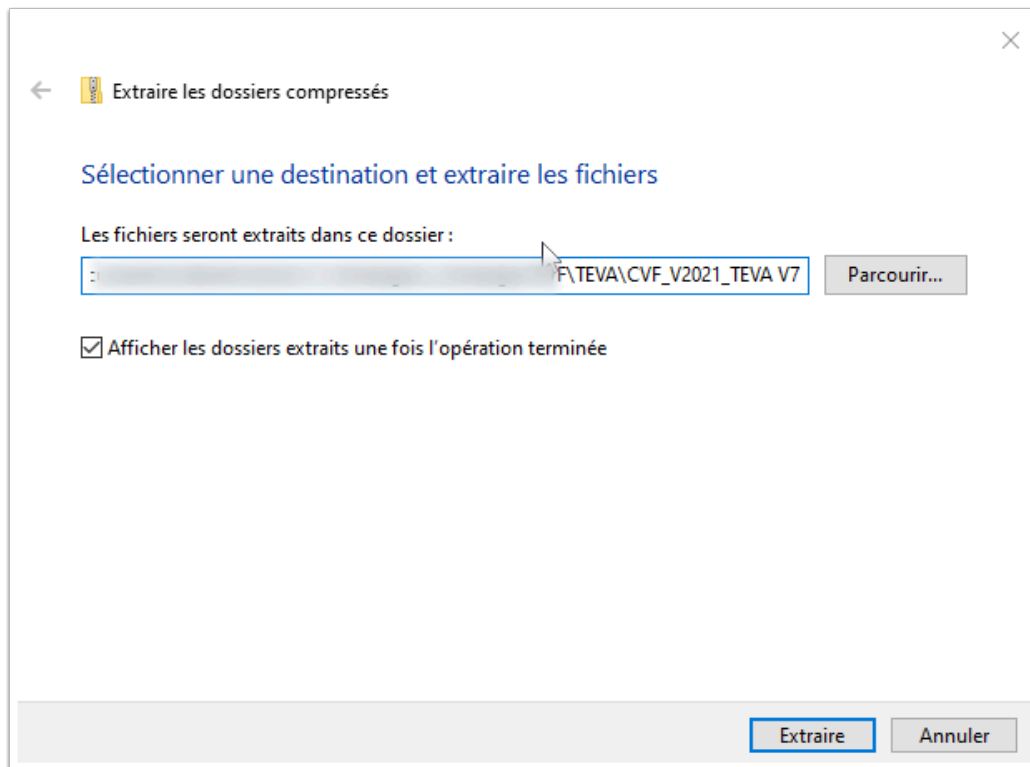 Extraire les dossiers compressés
Sélectionner une destination et extraire les fichiers
Les fichiers seront extraits dans ce dossier :
F\TEVA\CVF_V2021_TEVA V7
Parcourir...
Afficher les dossiers extraits une fois l'opération terminée
Extraire
Annuler